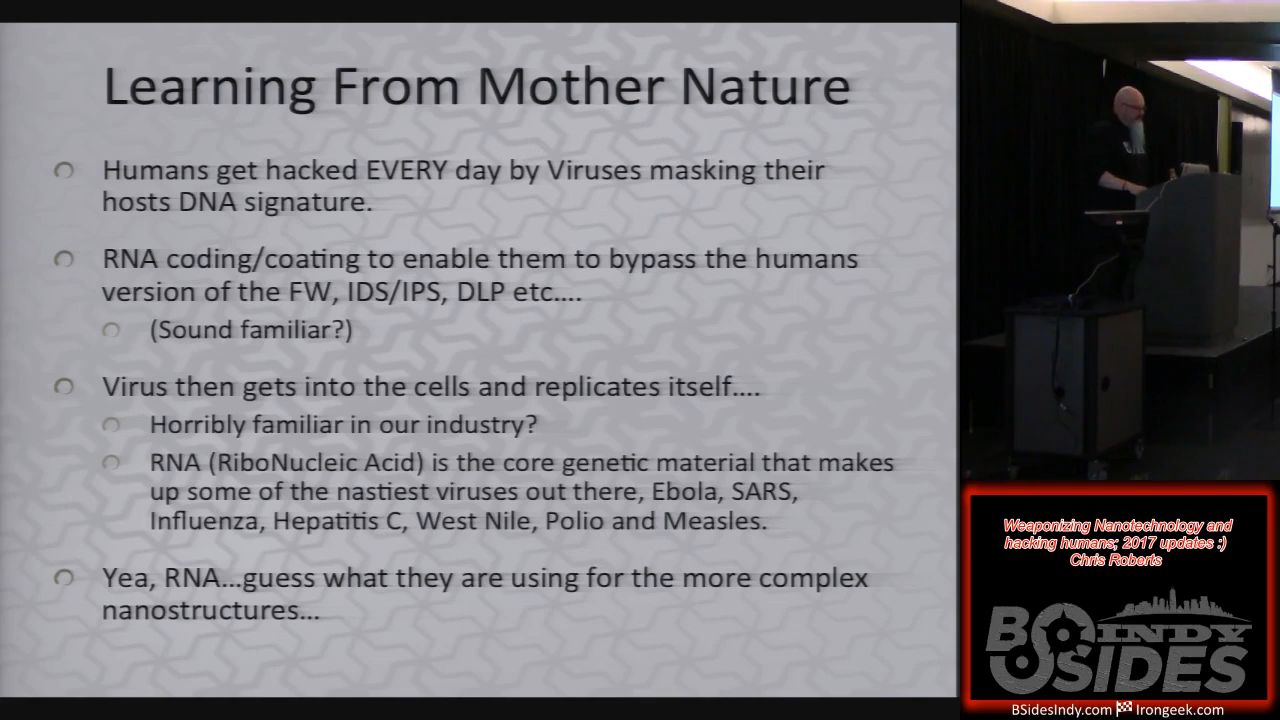 Learning From Mother Nature
Humans get hacked EVERY day by Viruses masking their
hosts DNA signature.
RNA coding/coating to enable them to bypass the humans
version of the FW, IDS/IPS, DLP etc....
(Sound familiar?)
Virus then gets into the cells and replicates itself....
Horribly familiar in our industry?
RNA (RiboNucleic Acid) is the core genetic material that makes
up some of the nastiest viruses out there, Ebola, SARS,
Influenza, Hepatitis C, West Nile, Polio and Measles.
Yea, RNA...guess what they are using for the more complex
nanostructures...
Weaponizing Nanotechnology and
hacking humans; 2017 updates :)
Chris Roberts
BSIDES
INDY
BSidesIndy.com Irongeek.com